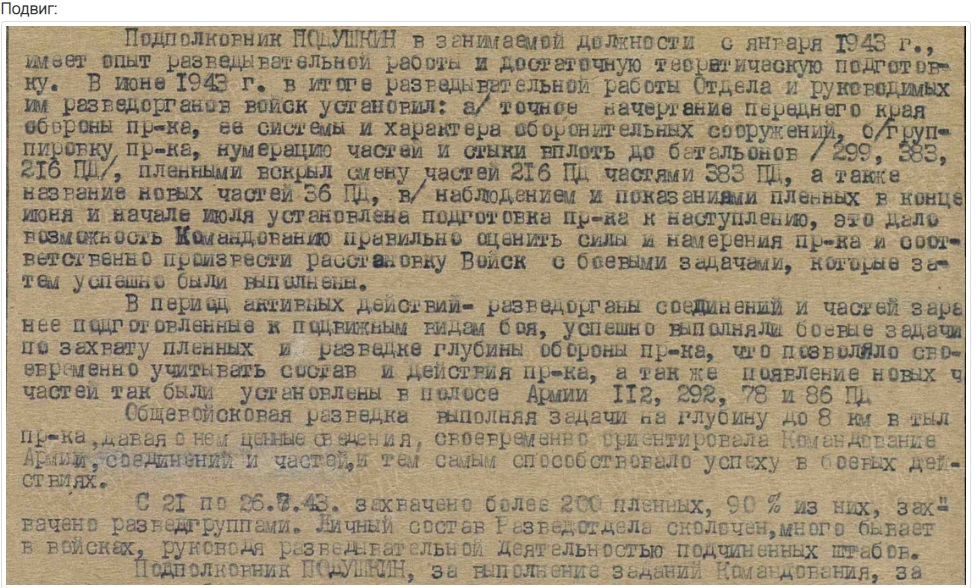 Подвиг:
Подполковник ПОДУШКИН в занимаемой должности с января 1943 г.,
имеет опыт разведывательной работы и достаточную теоретическую подготов-
ку. В июне 1943 г. в итоге разведывательной работы Отдела и руководимых
им разведорганов войск установил: а/ точное начертание переднего края
обороны пр-ка, ее системы и характера оборонительных сооружений, б/груп-
пировку пр-ка, нумерацию частей и стыки вплоть до батальонов /299, 383,
216 ПД/, пленными вскрыл смену частей 216 ПД частями 383 ПД, а также
название новых частей 36 ПД, в/ наблюдением и показаниями пленных в конце
июня и начале июля установлена подготовка пр-ка к наступлению, это дало
возможность Командованию правильно оценить силы и намерения пр-ка и соот-
ветственно произвести расстановку Войск с боевыми задачами, которые за-
тем успешно были выполнены.
В период активных действий- разведорганы соединений и частей зара
нее подготовленные к подвижным видам боя, успешно выполняли боевые задачи
по захвату пленных и разведке глубины обороны пр-ка, что позволяло сво-
евременно учитывать состав и действия пр-ка, а так же появление новых ч
частей так были установлены в полосе Армии 112, 292, 78 и 86 ПД
Общевойсковая разведка выполняя задачи на глубину до 8 км в тыл
пр-ка,давая о нем ценные сведения, своевременно ориентировала Командование
Армии, соединений и частей,и тем самым способствовало успеху в боевых дей-
ствиях.
С 21 по 26.7.43. захвачено более 200 пленных, 90 % из них, зах-
вачено разведгруппами. Личный состав Разведотдела сколочен,много бывает
в войсках, руководя разведывательной деятельностью подчиненных штабов.
Подполковник ПОДУШКИН, за выполнение заданий Командования, за